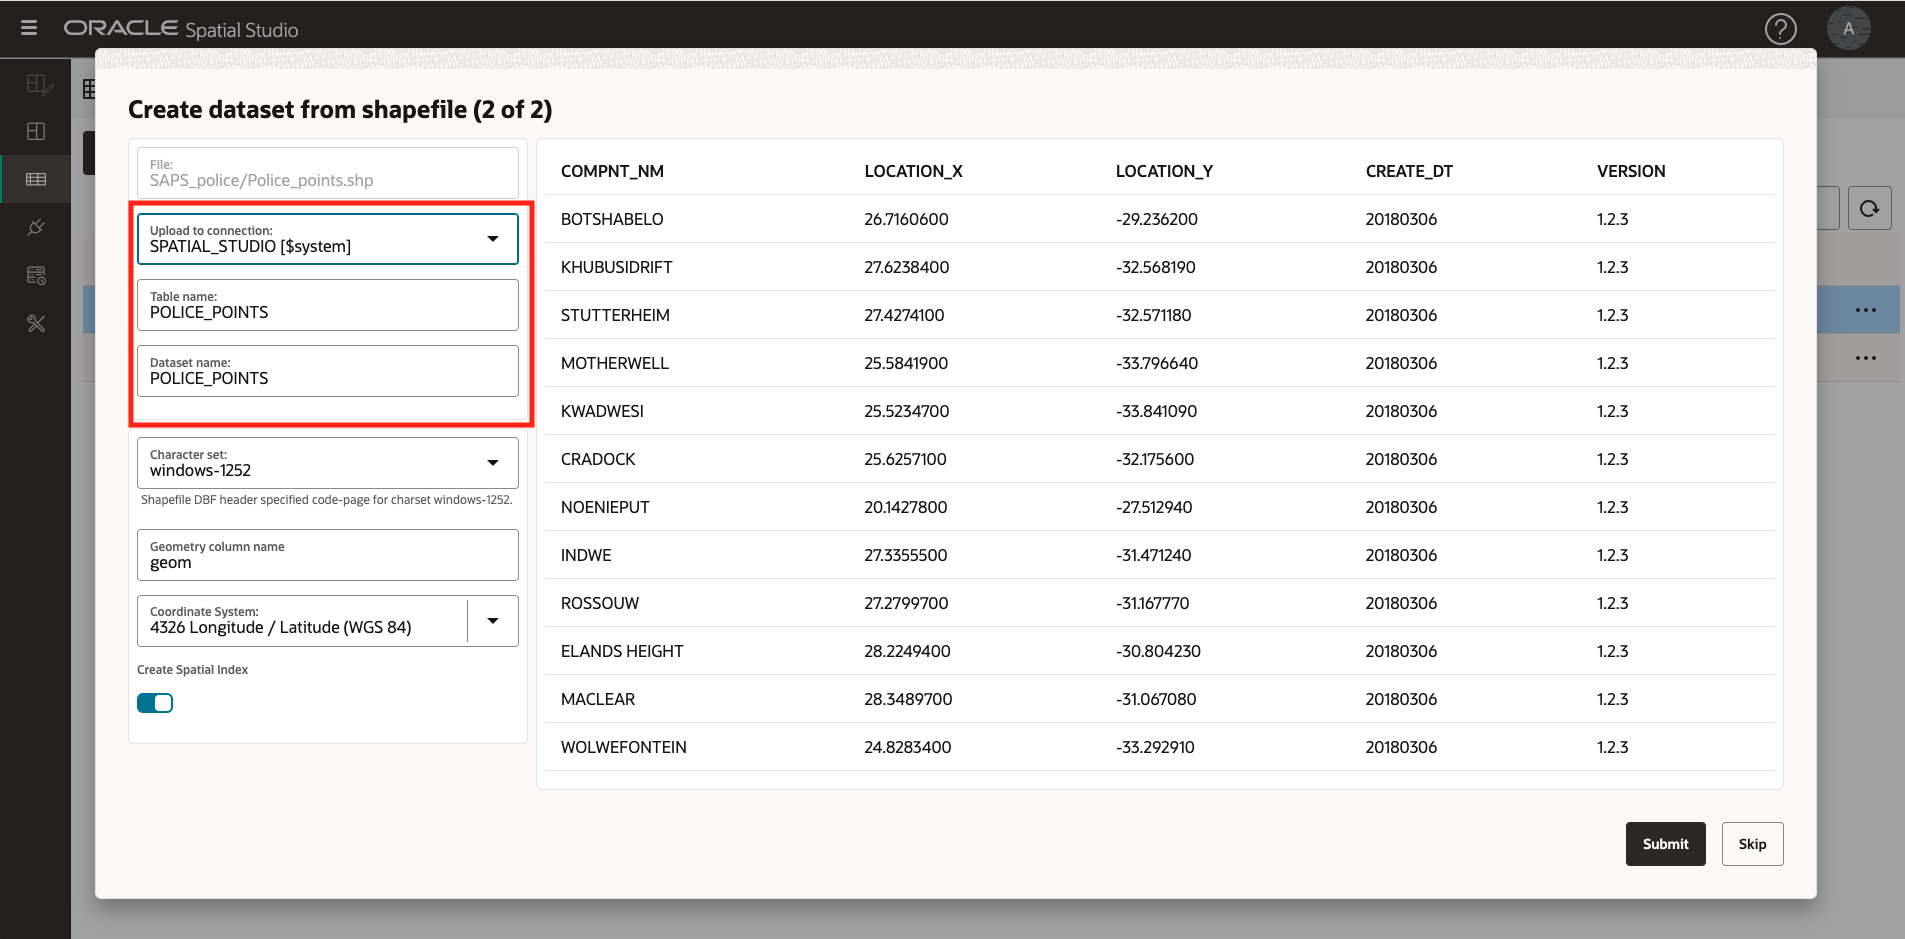 ORACLE Spatial Studio
?
A
Create dataset from shapefile (2 of 2)
File:
SAPS_police/Police_points.shp
Upload to connection:
SPATIAL_STUDIO [$system]
Table name:
POLICE_POINTS
Dataset name:
POLICE_POINTS
Character set:
windows-1252
Shapefile DBF header specified code-page for charset windows-1252.
Geometry column name
geom
Coordinate System:
4326 Longitude / Latitude (WGS 84)
Create Spatial Index
COMPNT_NM LOCATION_X LOCATION_Y CREATE_DT VERSION
BOTSHABELO 26.7160600 -29.236200 20180306 1.2.3
KHUBUSIDRIFT 27.6238400 -32.568190 20180306 1.2.3
STUTTERHEIM 27.4274100 -32.571180 20180306 1.2.3
MOTHERWELL 25.5841900 -33.796640 20180306 1.2.3
KWADWESI 25.5234700 -33.841090 20180306 1.2.3
CRADOCK 25.6257100 -32.175600 20180306 1.2.3
NOENIEPUT 20.1427800 -27.512940 20180306 1.2.3
INDWE 27.3355500 -31.471240 20180306 1.2.3
ROSSOUW 27.2799700 -31.167770 20180306 1.2.3
ELANDS HEIGHT 28.2249400 -30.804230 20180306 1.2.3
MACLEAR 28.3489700 -31.067080 20180306 1.2.3
WOLWEFONTEIN 24.8283400 -33.292910 20180306 1.2.3
Submit Skip